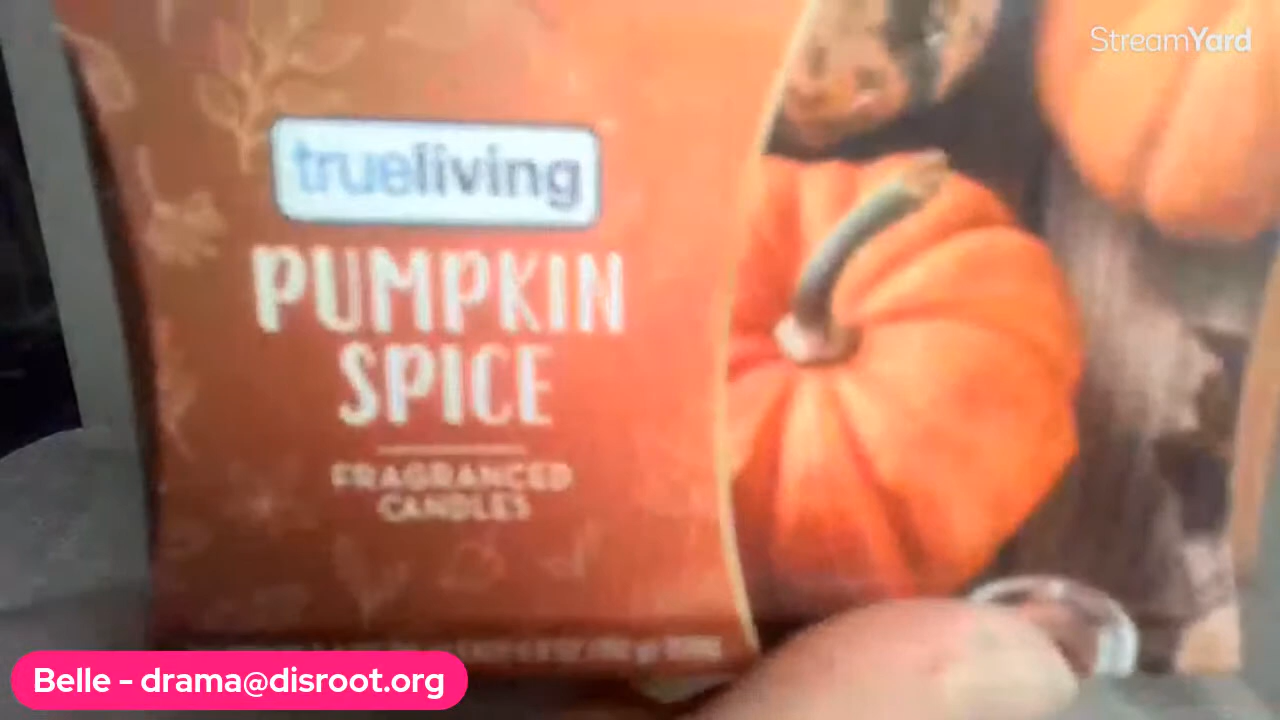 StreamYard
trueliving
PUMPKIN
SPICE
FRAGRANCED
CANDLES
Belle - drama@disroot.org